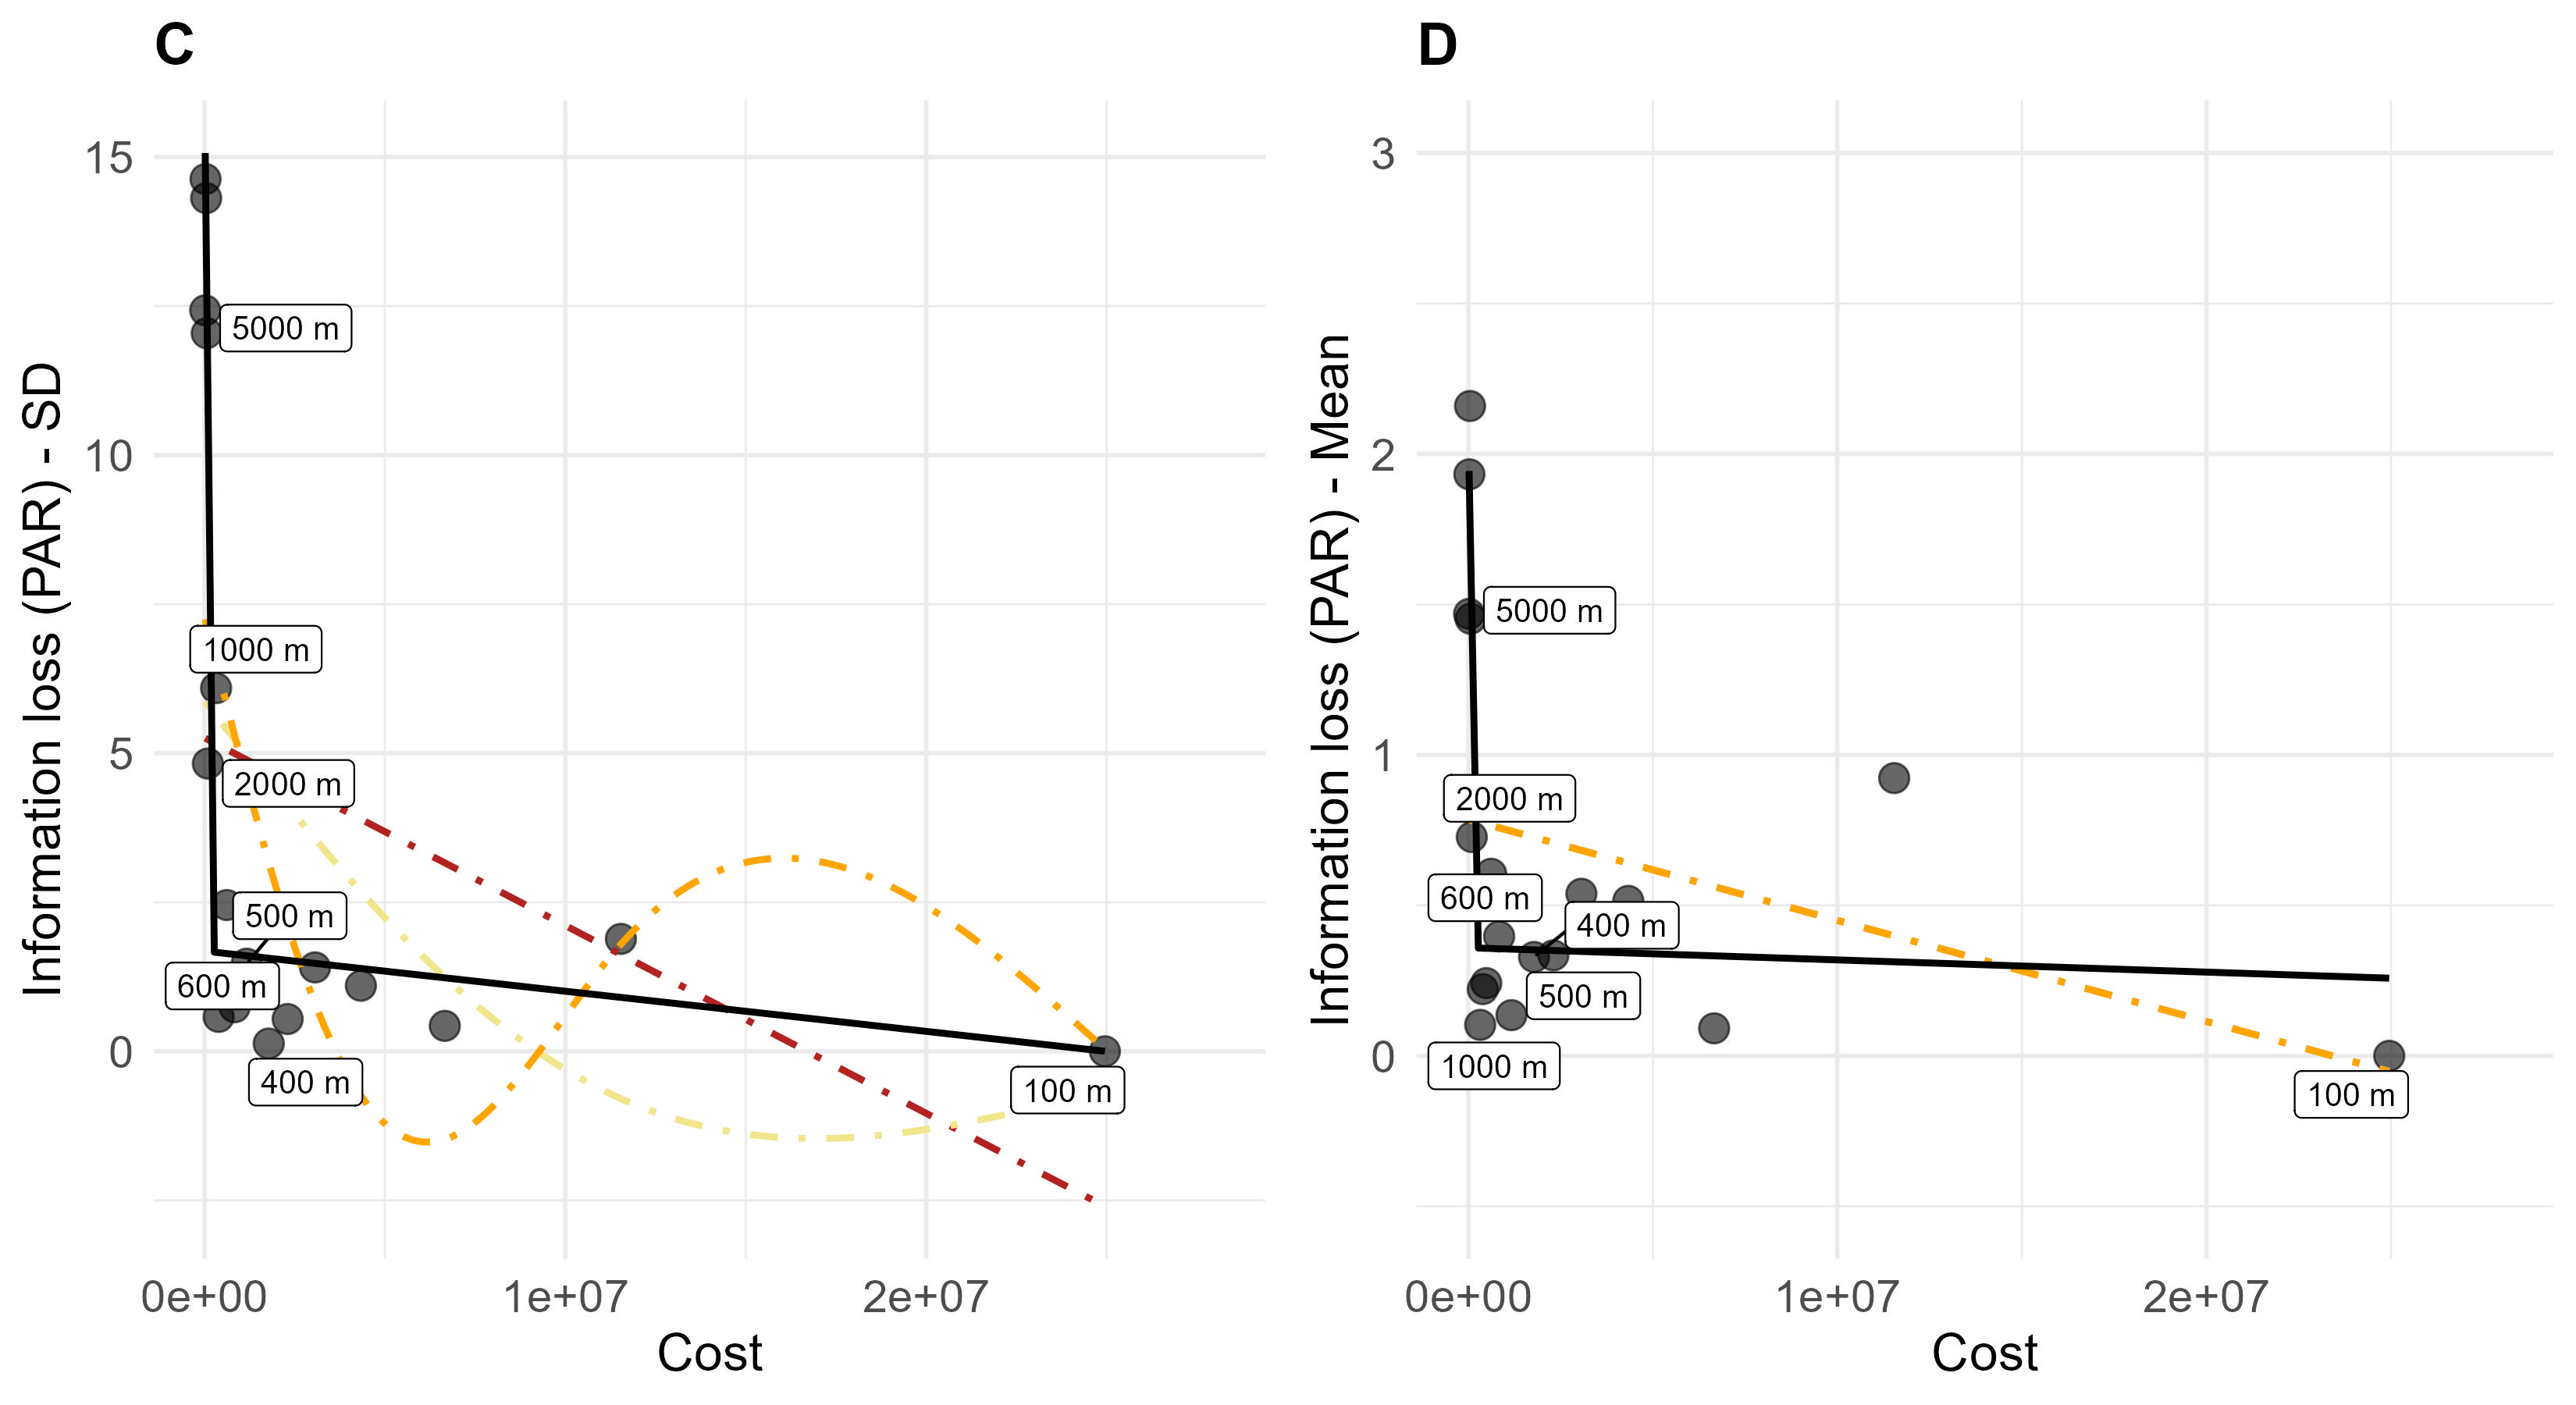 C
Information loss (PAR) - SD
15
10
5
0
5000 m
1000 m
2000 m
500 m
600 m
400 m
100 m
0e+00 1e+07 2e+07
Cost
D
Information loss (PAR) - Mean
3
2
1
0
5000 m
2000 m
600 m
400 m
500 m
1000 m
100 m
0e+00 1e+07 2e+07
Cost